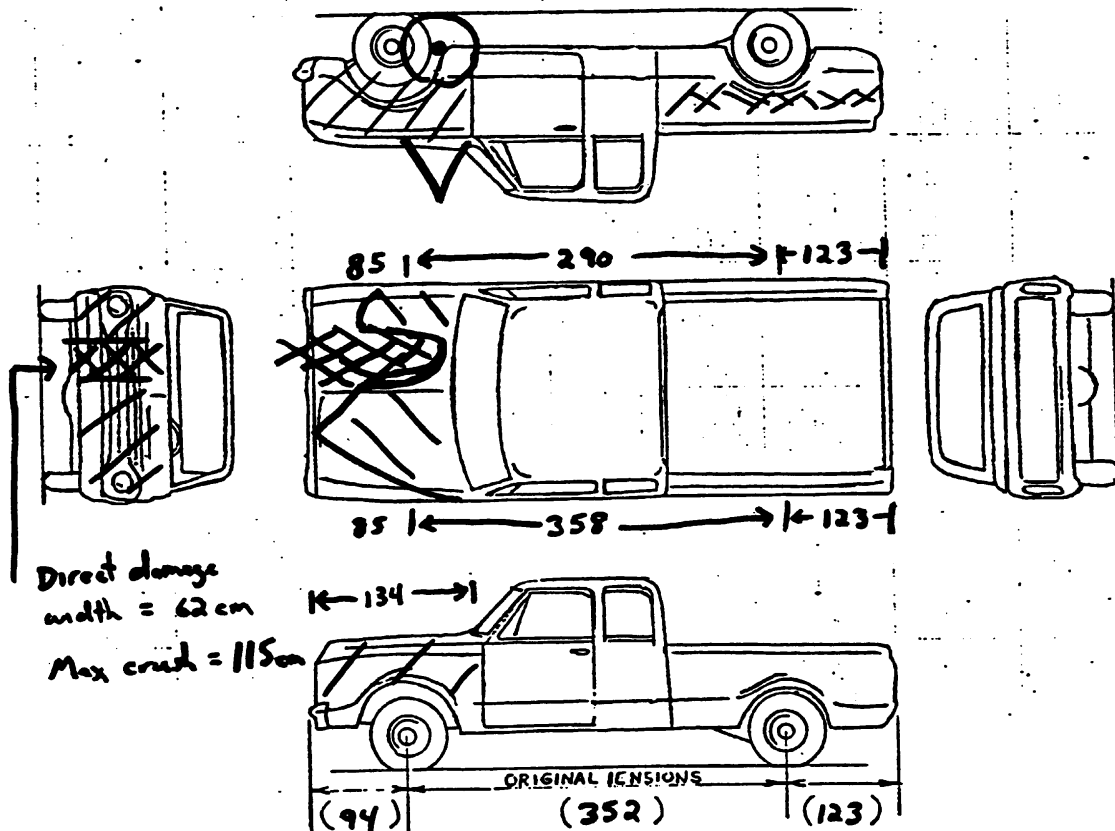 85 290 123
85 358 123
Direct damage
width = 62 cm
Max crush = 115cm
134
ORIGINAL IENSIONS
(94) (352) (123)